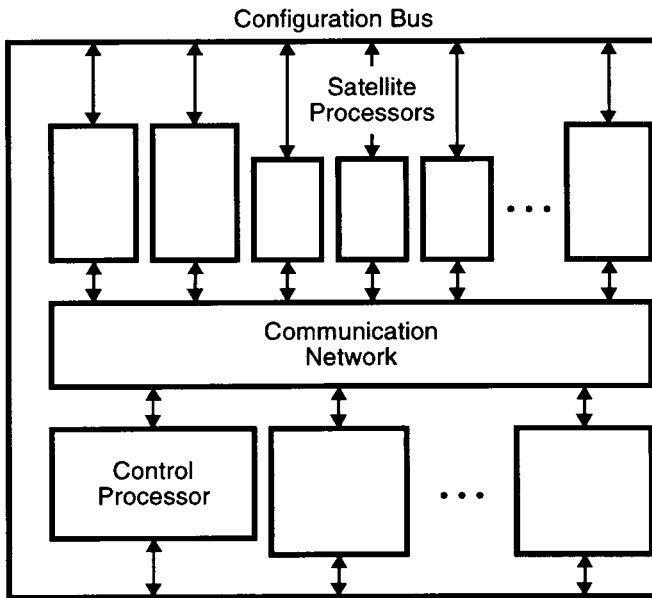 Configuration Bus
Satellite
Processors
Communication
Network
Control
Processor